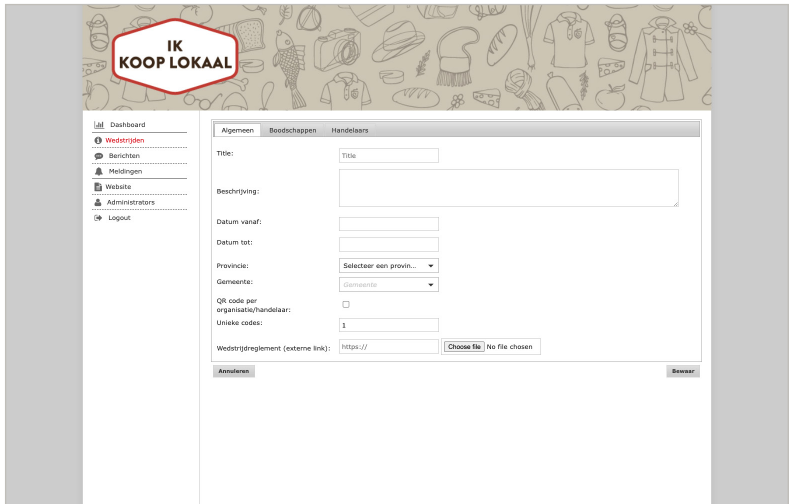 IK
KOOP LOKAAL
Dashboard
Wedstrijden
Berichten
Meldingen
Website
Administrators
Logout
Algemeen Boodschappen Handelaars
Title: Title
Beschrijving:
Datum vanaf:
Datum tot:
Provincie: Selecteer een provin...
Gemeente: Gemeente
QR code per
organisatie/handelaar:
Unieke codes: 1
Wedstrijdreglement (externe link): https:// Choose file No file chosen
Annuleren Bewaar